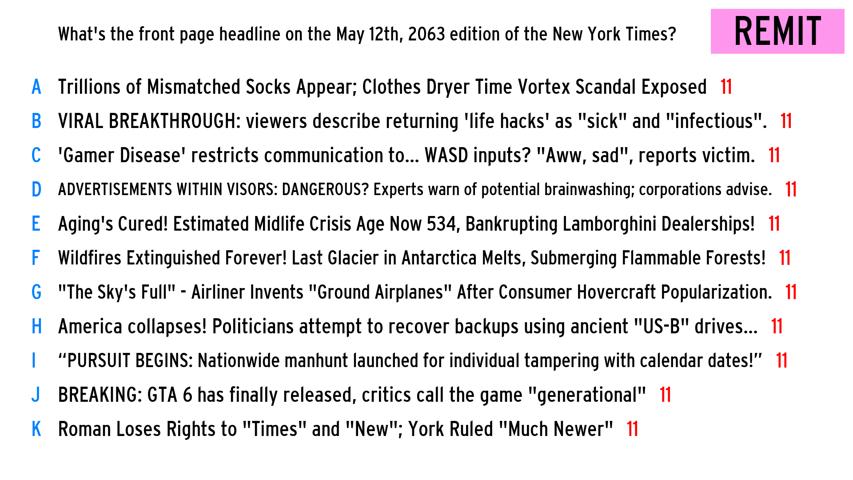 What's the front page headline on the May 12th, 2063 edition of the New York Times?
REMIT
A Trillions of Mismatched Socks Appear; Clothes Dryer Time Vortex Scandal Exposed 11
B VIRAL BREAKTHROUGH: viewers describe returning 'life hacks' as "sick" and "infectious". 11
C 'Gamer Disease' restricts communication to... WASD inputs? "Aww, sad", reports victim. 11
D ADVERTISEMENTS WITHIN VISORS: DANGEROUS? Experts warn of potential brainwashing; corporations advise. 11
E Aging's Cured! Estimated Midlife Crisis Age Now 534, Bankrupting Lamborghini Dealerships! 11
F Wildfires Extinguished Forever! Last Glacier in Antarctica Melts, Submerging Flammable Forests! 11
G "The Sky's Full" - Airliner Invents "Ground Airplanes" After Consumer Hovercraft Popularization. 11
H America collapses! Politicians attempt to recover backups using ancient "US-B" drives... 11
I “PURSUIT BEGINS: Nationwide manhunt launched for individual tampering with calendar dates!” 11
J BREAKING: GTA 6 has finally released, critics call the game "generational" 11
K Roman Loses Rights to "Times" and "New"; York Ruled "Much Newer" 11